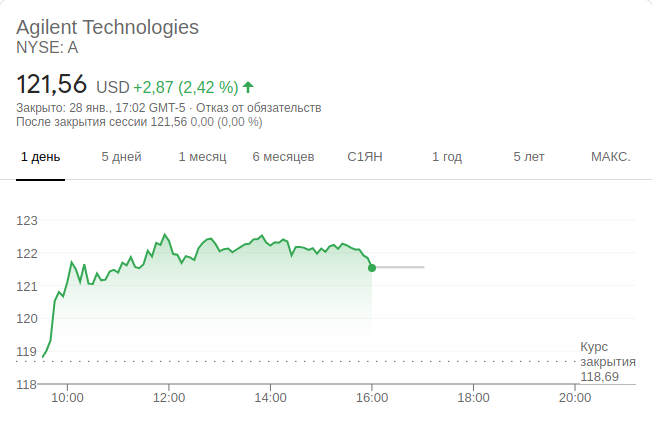 Agilent Technologies
NYSE: A
121,56 USD +2,87 (2,42 %)
Закрыто: 28 янв., 17:02 GMT-5 · Отказ от обязательств
После закрытия сессии 121,56 0,00 (0,00 %)
1 день 5 дней 1 месяц 6 месяцев С1ЯН 1 год 5 лет МАКС.
123
122
121
120
119
118
Курс
закрытия
118,69
10:00 12:00 14:00 16:00 18:00 20:00